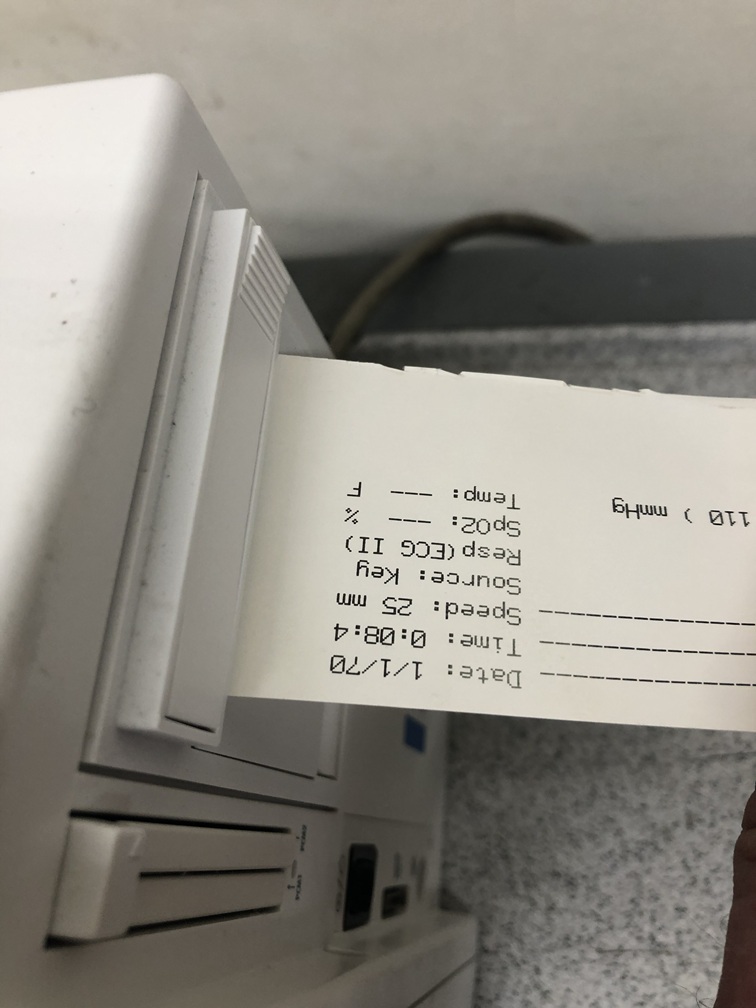 Date: 1/1/70
Time: 0:08:4
Speed: 25 mm
Source: Key
Resp(ECG II)
SpO2: --- %
Temp: --- F
110 ) mmHg